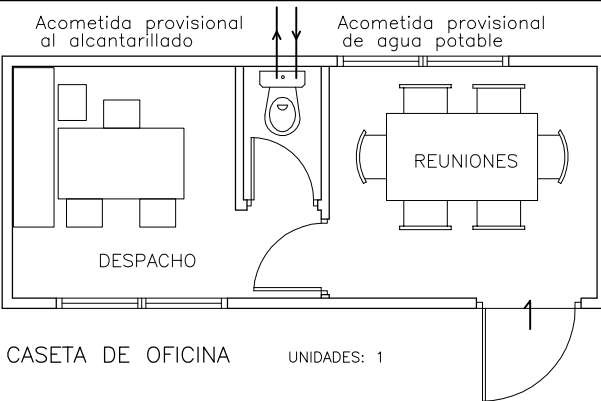 Acometida provisional
al alcantarillado
Acometida provisional
de agua potable
REUNIONES
DESPACHO
1
CASETA DE OFICINA
UNIDADES: 1